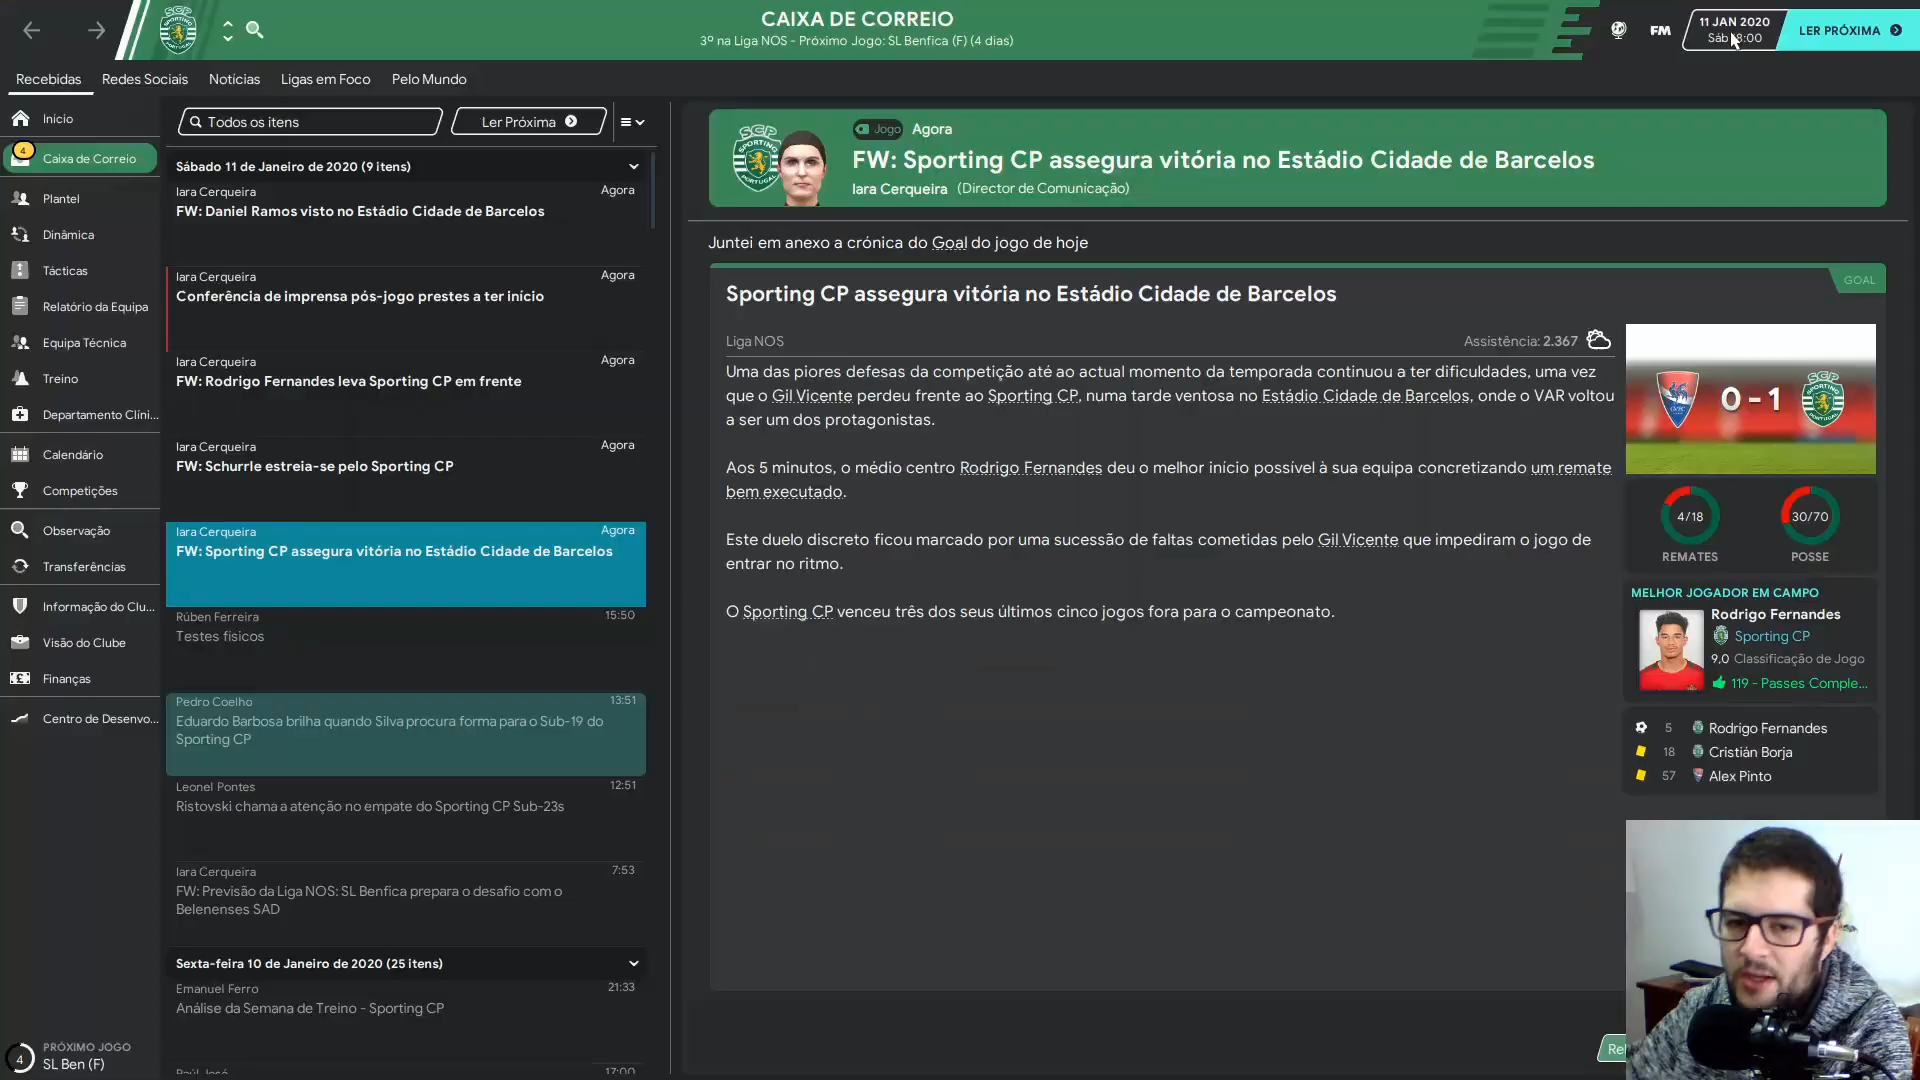 CAIXA DE CORREIO
3º na Liga NOS - Próximo Jogo: SL Benfica (F) (4 dias)
FM
11 JAN 2020
Sáb
LER PRÓXIMA
Recebidas
Redes Sociais
Notícias
Ligas em Foco
Pelo Mundo
Início
4
Caixa de Correio
Plantel
Dinâmica
Tácticas
Relatório da Equipa
Equipa Técnica
Treino
Departamento Clíni...
Calendário
Competições
Observação
Transferências
Informação do Clu...
Visão do Clube
Finanças
Centro de Desenvo...
4
PRÓXIMO JOGO
SL Ben (F)
Todos os itens
Ler Próxima
Sábado 11 de Janeiro de 2020 (9 itens)
Iara Cerqueira
Agora
FW: Daniel Ramos visto no Estádio Cidade de Barcelos
Iara Cerqueira
Agora
Conferência de imprensa pós-jogo prestes a ter início
Iara Cerqueira
Agora
FW: Rodrigo Fernandes leva Sporting CP em frente
Iara Cerqueira
Agora
FW: Schurrle estreia-se pelo Sporting CP
Iara Cerqueira
Agora
FW: Sporting CP assegura vitória no Estádio Cidade de Barcelos
Rúben Ferreira
15:50
Testes físicos
Pedro Coelho
13:51
Eduardo Barbosa brilha quando Silva procura forma para o Sub-19 do
Sporting CP
Leonel Pontes
12:51
Ristovski chama a atenção no empate do Sporting CP Sub-23s
Iara Cerqueira
7:53
FW: Previsão da Liga NOS: SL Benfica prepara o desafio com o
Belenenses SAD
Sexta-feira 10 de Janeiro de 2020 (25 itens)
Emanuel Ferro
21:33
Análise da Semana de Treino - Sporting CP
Raúl José
17:00
SCP
SPORTING
PORTUGAL
Jogo
Agora
FW: Sporting CP assegura vitória no Estádio Cidade de Barcelos
Iara Cerqueira (Director de Comunicação)
Juntei em anexo a crónica do Goal do jogo de hoje
GOAL
Sporting CP assegura vitória no Estádio Cidade de Barcelos
Liga NOS
Assistência: 2.367
Uma das piores defesas da competição até ao actual momento da temporada continuou a ter dificuldades, uma vez
que o Gil Vicente perdeu frente ao Sporting CP, numa tarde ventosa no Estádio Cidade de Barcelos, onde o VAR voltou
a ser um dos protagonistas.
Aos 5 minutos, o médio centro Rodrigo Fernandes deu o melhor início possível à sua equipa concretizando um remate
bem executado.
Este duelo discreto ficou marcado por uma sucessão de faltas cometidas pelo Gil Vicente que impediram o jogo de
entrar no ritmo.
O Sporting CP venceu três dos seus últimos cinco jogos fora para o campeonato.
0 - 1
4/18
REMATES
30/70
POSSE
MELHOR JOGADOR EM CAMPO
Rodrigo Fernandes
Sporting CP
9,0 Classificação de Jogo
119 - Passes Comple...
5 Rodrigo Fernandes
18 Cristián Borja
57 Alex Pinto